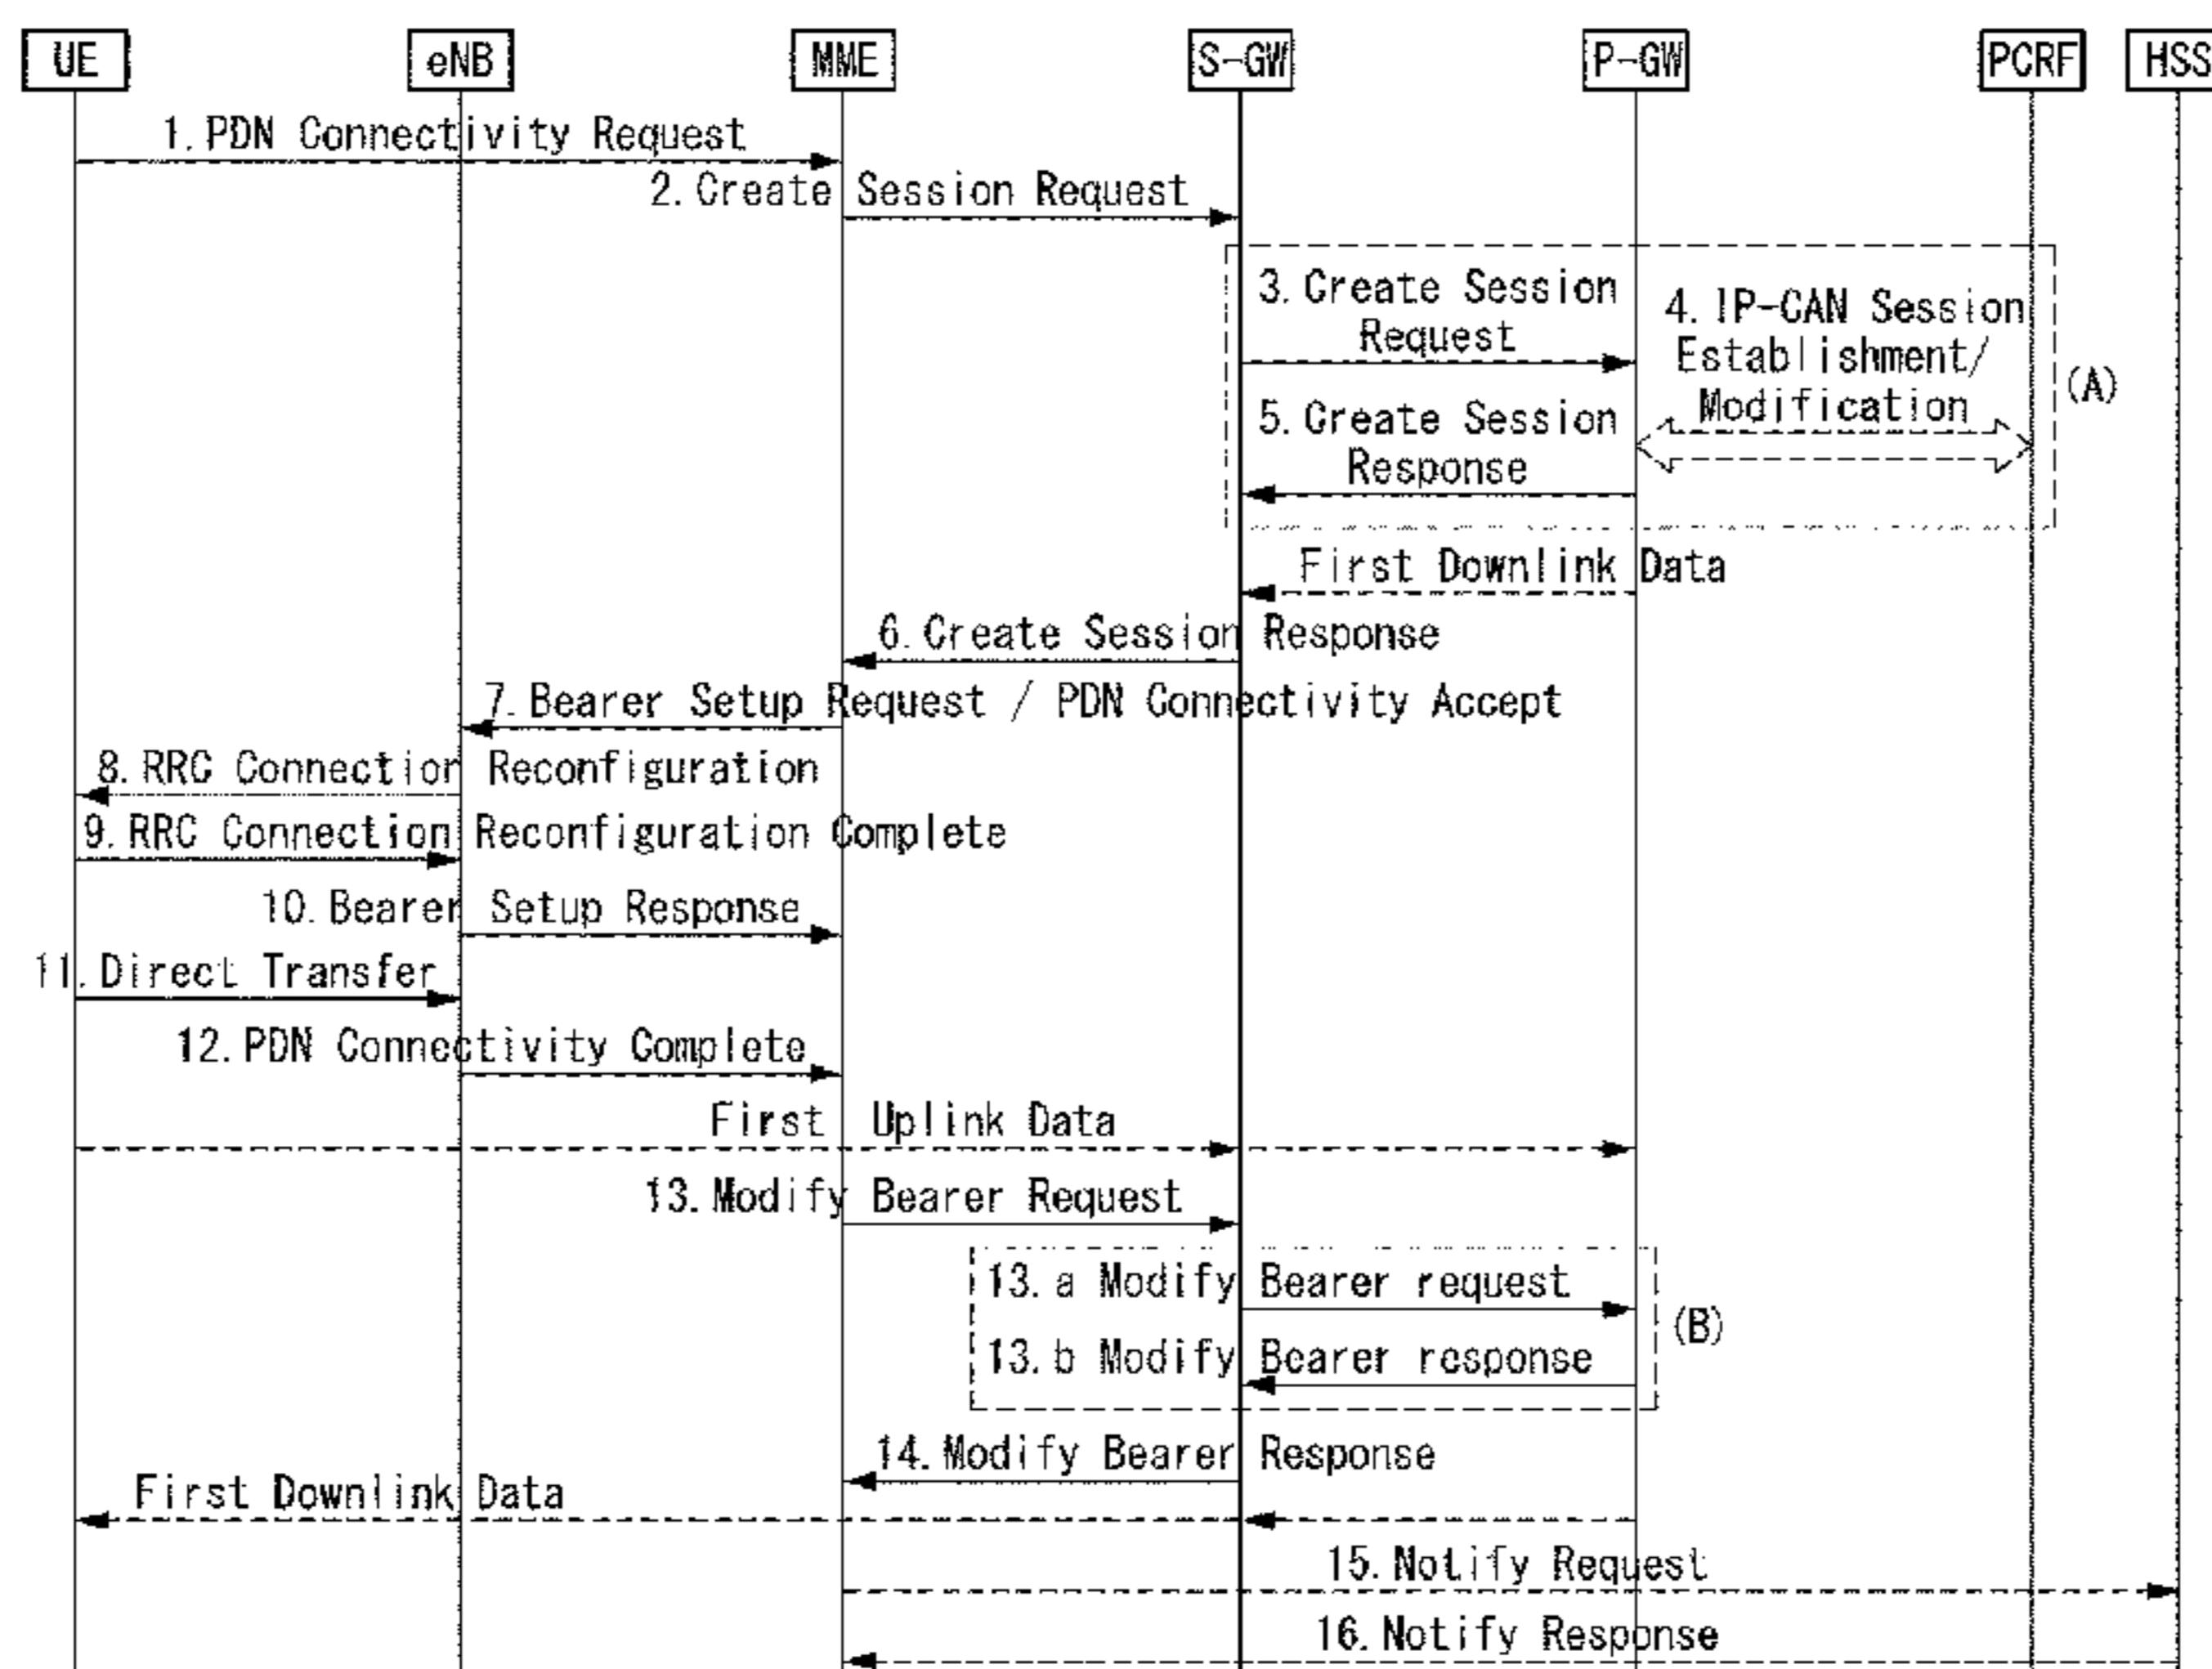 UE eNB MME S-GW P-GW PCRF HSS
1. PDN Connectivity Request
2. Create Session Request
3. Create Session
Request
4. IP-CAN Session
Establishment/
Modification
(A)
5. Create Session
Response
First Downlink Data
6. Create Session Response
7. Bearer Setup Request / PDN Connectivity Accept
8. RRC Connection Reconfiguration
9. RRC Connection Reconfiguration Complete
10. Bearer Setup Response
11. Direct Transfer
12. PDN Connectivity Complete
First Uplink Data
13. Modify Bearer Request
13. a Modify Bearer request
(B)
13. b Modify Bearer response
14. Modify Bearer Response
First Downlink Data
15. Notify Request
16. Notify Response